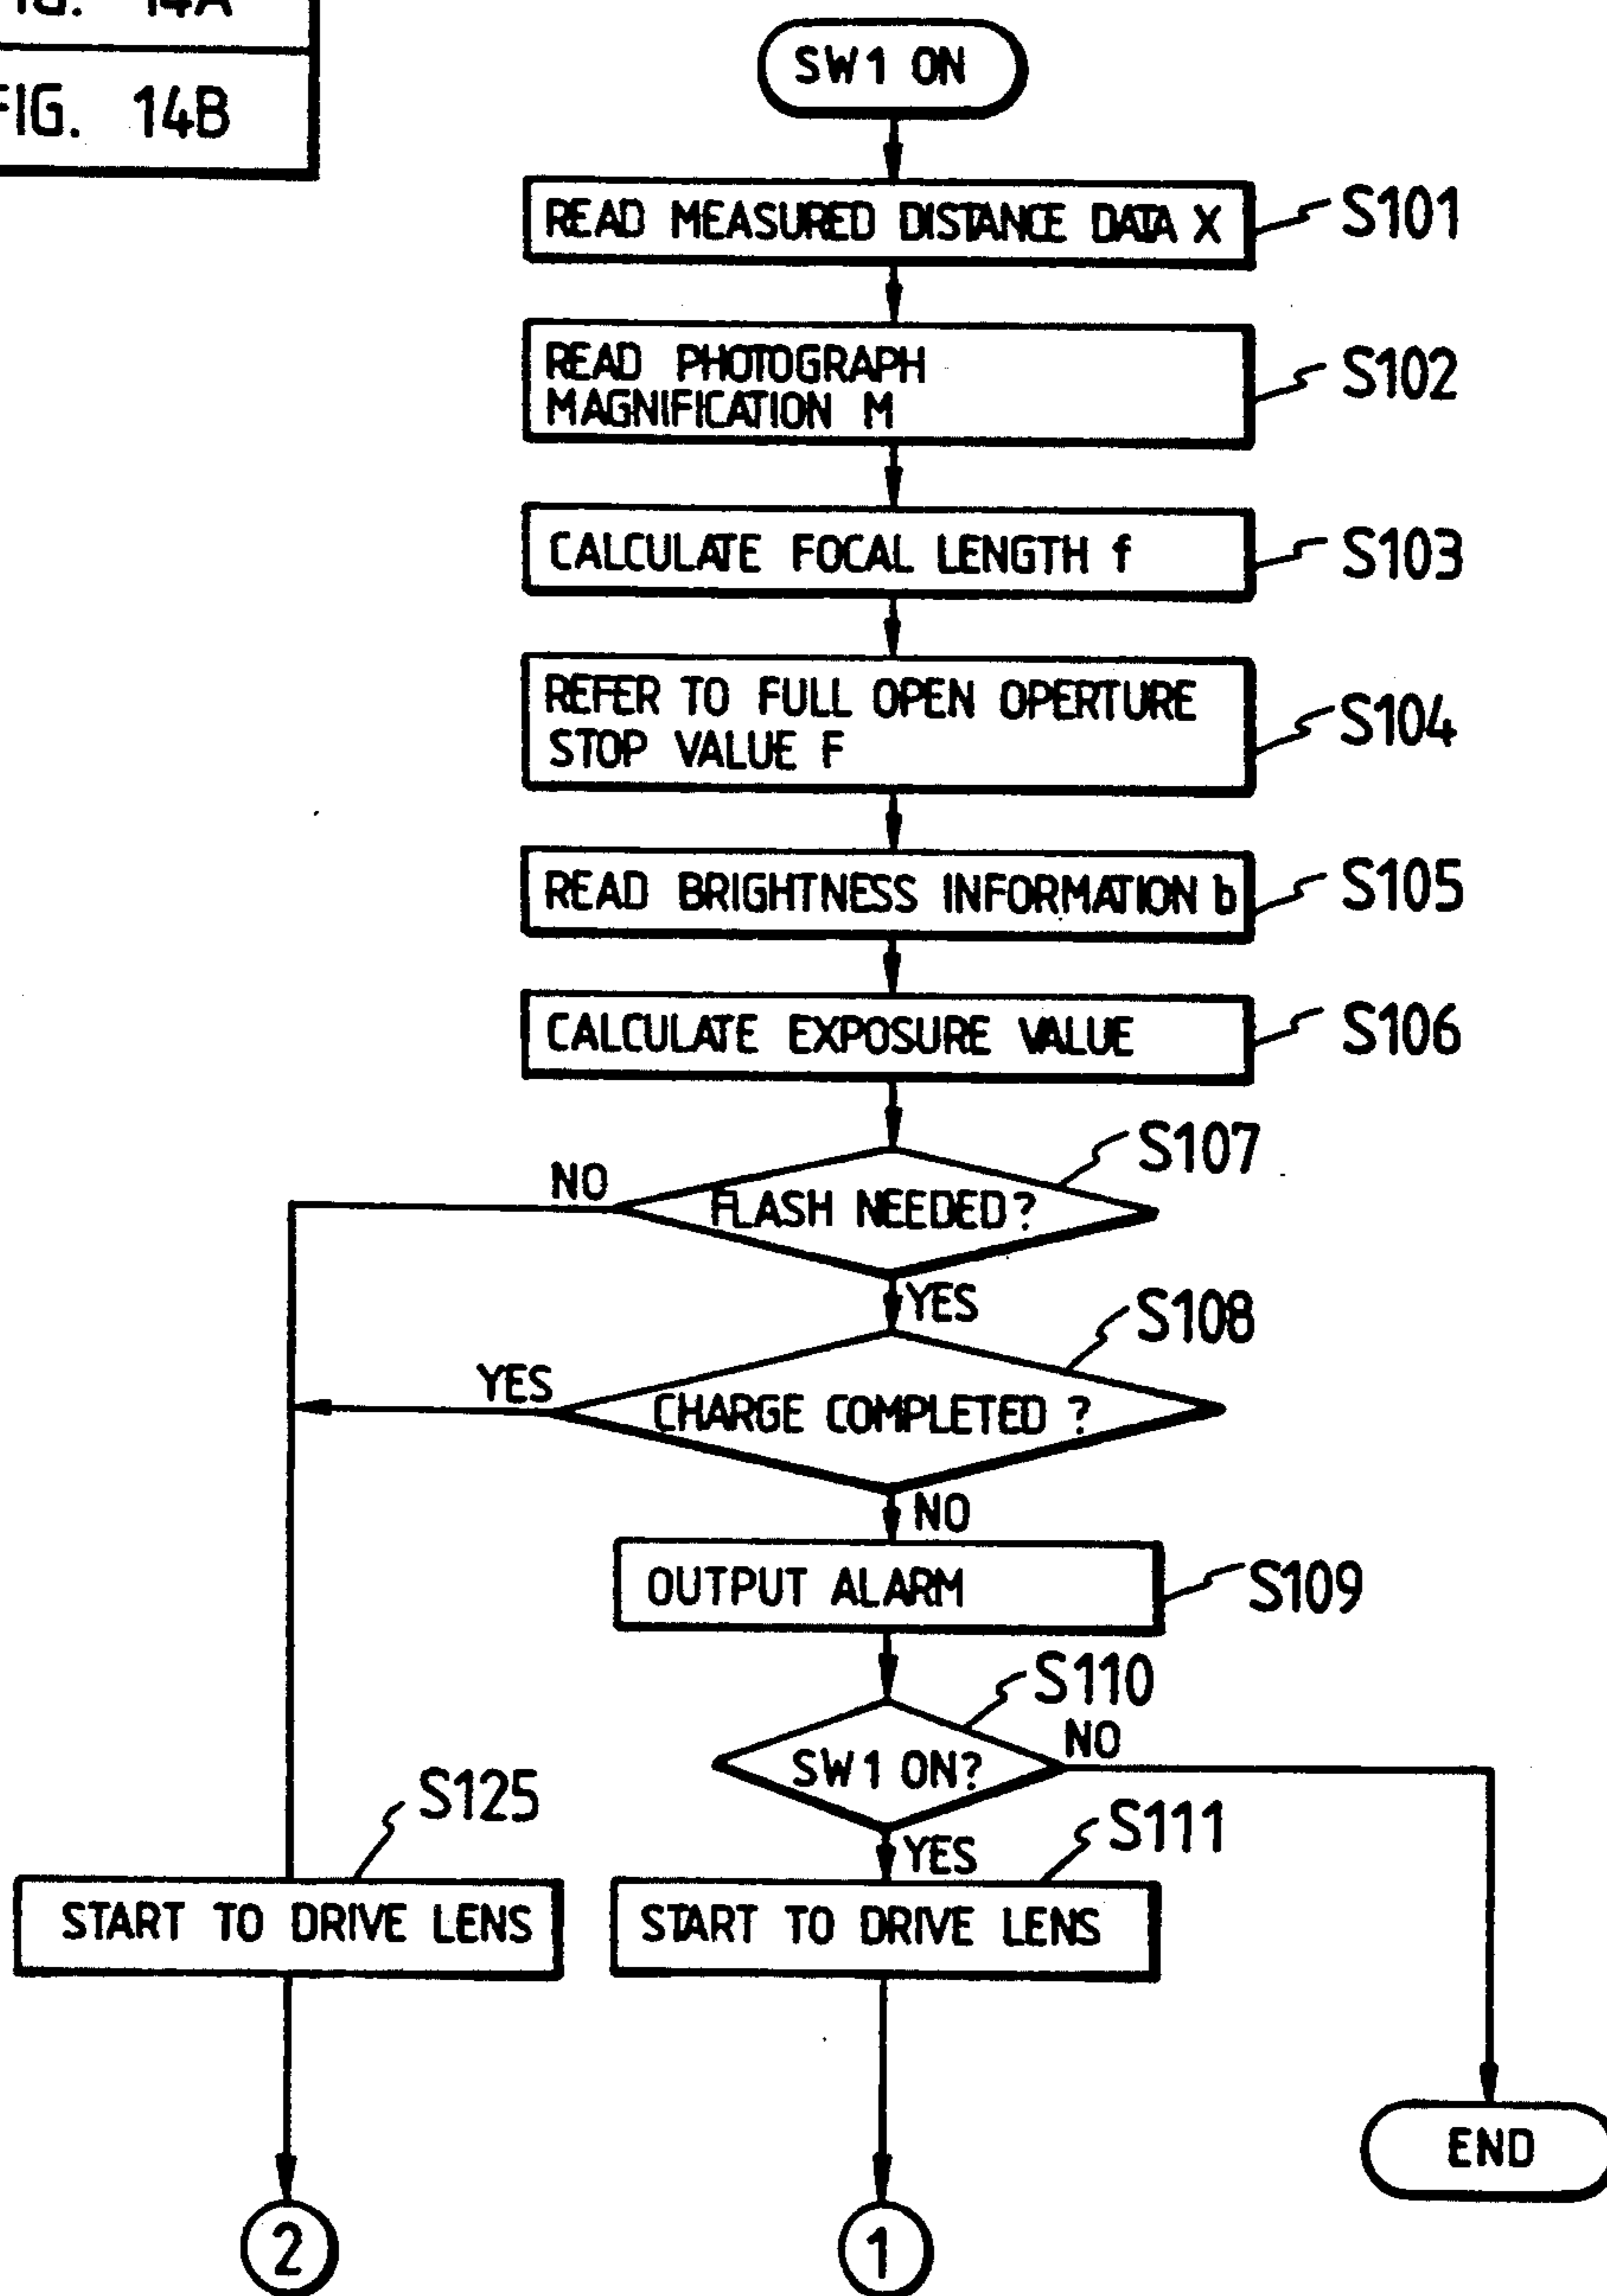 FIG. 14A
FIG. 14B
SW1 ON
READ MEASURED DISTANCE DATA X
S101
READ PHOTOGRAPH
MAGNIFICATION M
S102
CALCULATE FOCAL LENGTH f
S103
REFER TO FULL OPEN OPERTURE
STOP VALUE F
S104
READ BRIGHTNESS INFORMATION b
S105
CALCULATE EXPOSURE VALUE
S106
S107
NO
FLASH NEEDED?
YES
S108
YES
CHARGE COMPLETED ?
NO
OUTPUT ALARM
S109
S110
NO
SW1 ON?
YES
S125
S111
START TO DRIVE LENS
START TO DRIVE LENS
END
2
1